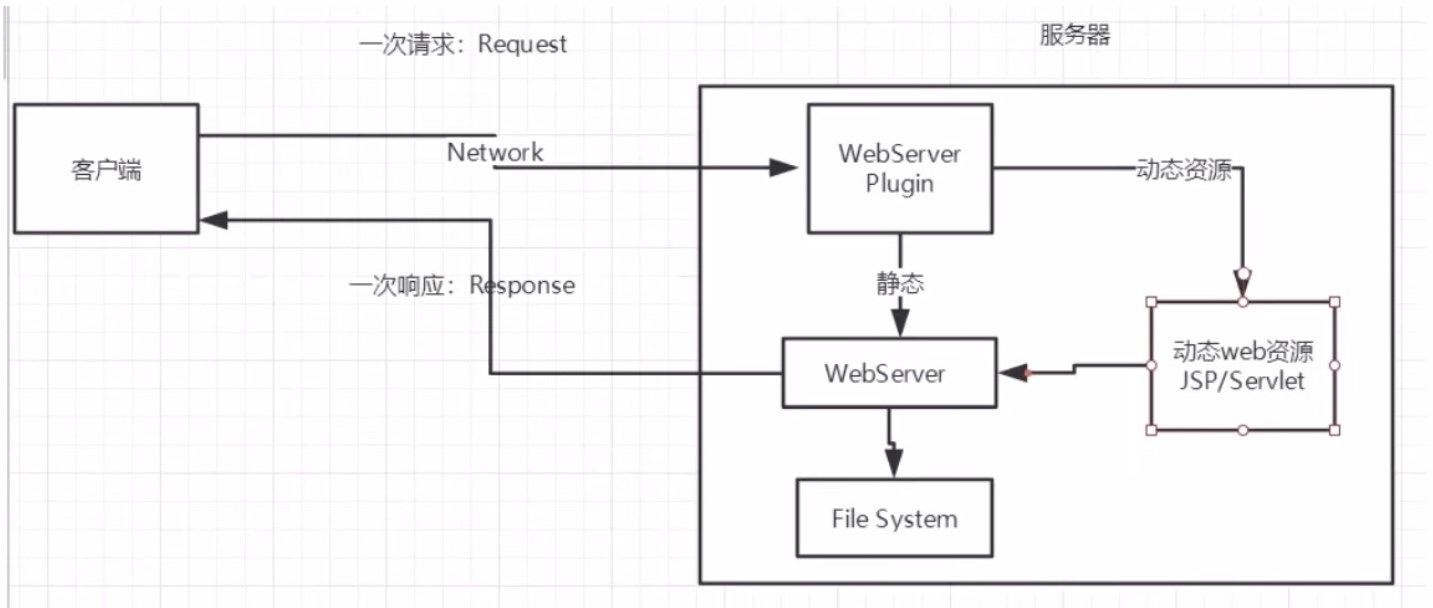 一次请求：Request
服务器
客户端
Network
WebServer
Plugin
动态资源
一次响应：Response
静态
WebServer
动态web资源
JSP/Servlet
File System